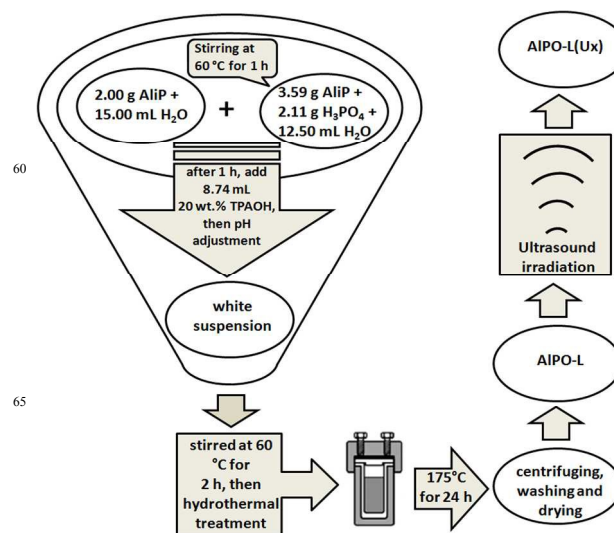 Stirring at
60 °C for 1 h
2.00 g AliP +
15.00 mL H₂O
+
3.59 g AliP +
2.11 g H₃PO₄ +
12.50 mL H₂O
60
after 1 h, add
8.74 mL
20 wt.% TPAOH,
then pH
adjustment
white
suspension
65
stirred at 60
°C for
2 h, then
hydrothermal
treatment
175°C
for 24 h
centrifuging,
washing and
drying
AlPO-L
Ultrasound
irradiation
AlPO-L(Ux)